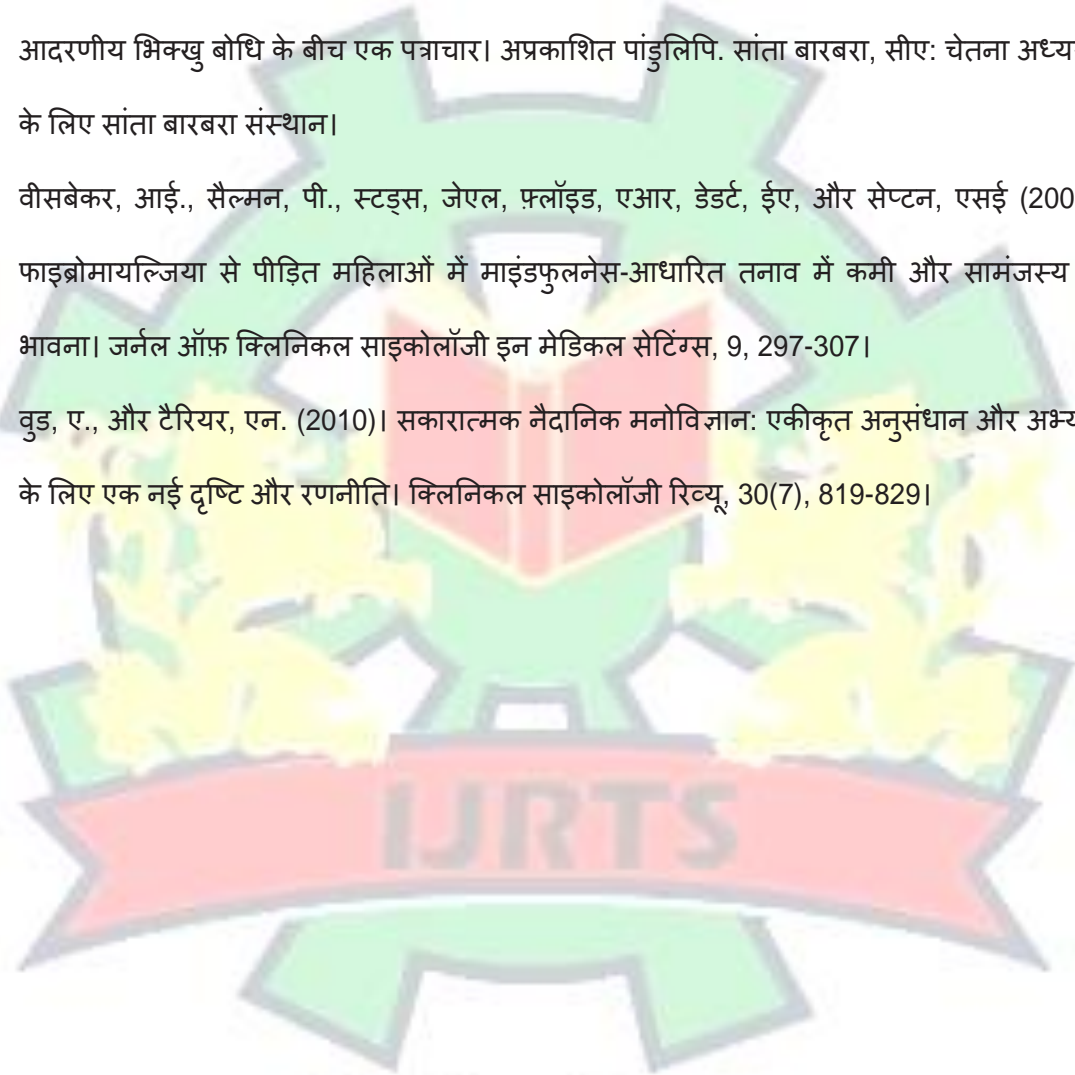 आदरणीय भिक्खु बोधि के बीच एक पत्राचार। अप्रकाशित पांडुलिपि. सांता बारबरा, सीए: चेतना अध्य
के लिए सांता बारबरा संस्थान।
वीसबेकर, आई., सैल्मन, पी., स्टड्स, जेएल, फ़्लॉइड, एआर, डेडर्ट, ईए, और सेप्टन, एसई (200
फाइब्रोमायल्जिया से पीड़ित महिलाओं में माइंडफुलनेस-आधारित तनाव में कमी और सामंजस्य
भावना। जर्नल ऑफ़ क्लिनिकल साइकोलॉजी इन मेडिकल सेटिंग्स, 9, 297-307।
वुड, ए., और टैरियर, एन. (2010)। सकारात्मक नैदानिक मनोविज्ञान: एकीकृत अनुसंधान और अभ्य
के लिए एक नई दृष्टि और रणनीति। क्लिनिकल साइकोलॉजी रिव्यू, 30(7), 819-829।
IJRTS